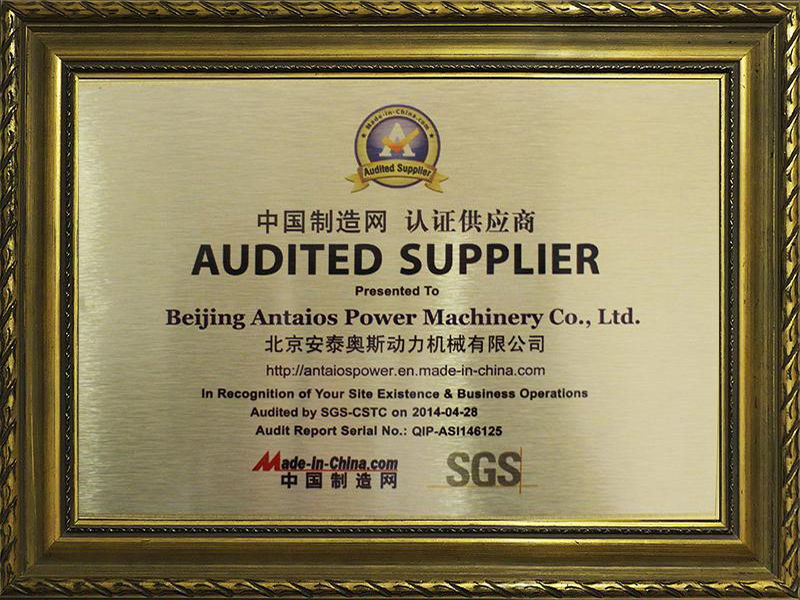 Made-in-China.com
A
Audited Supplier
中国制造网 认证供应商
AUDITED SUPPLIER
Presented To
Beijing Antaios Power Machinery Co., Ltd.
北京安泰奥斯动力机械有限公司
http://antaiospower.en.made-in-china.com
In Recognition of Your Site Existence & Business Operations
Audited by SGS-CSTC on 2014-04-28
Audit Report Serial No.: QIP-ASI146125
Made-in-China.com
中国制造网
SGS